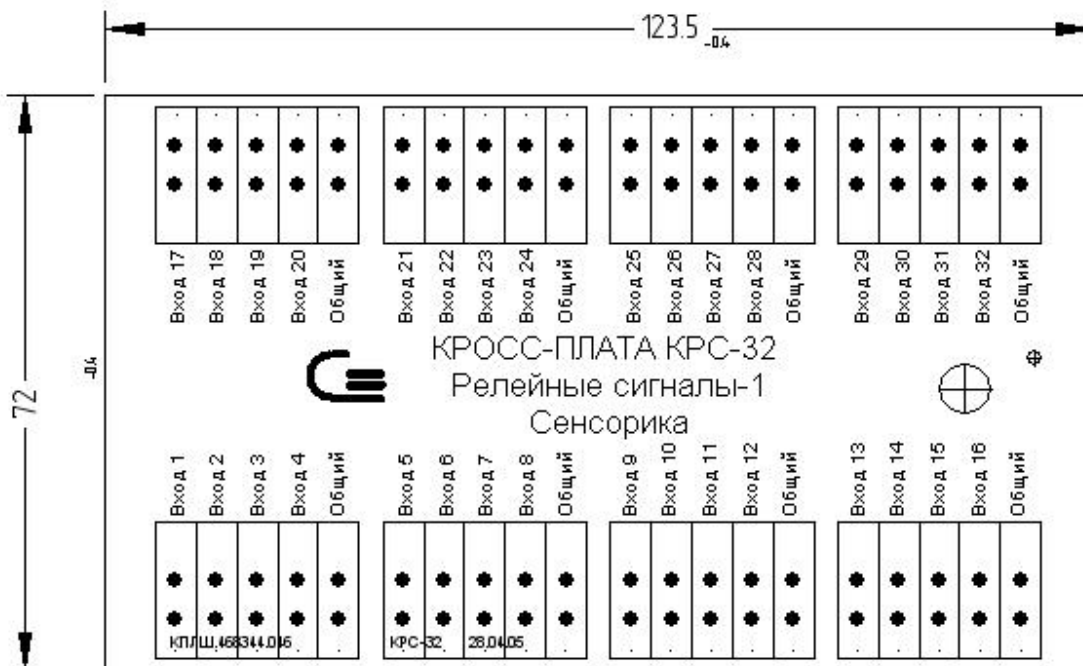 123.5 -0.4
Вход 17 Вход 18 Вход 19 Вход 20 Общий Вход 21 Вход 22 Вход 23 Вход 24 Общий Вход 25 Вход 26 Вход 27 Вход 28 Общий Вход 29 Вход 30 Вход 31 Вход 32 Общий
72 -0.4
КРОСС-ПЛАТА КРС-32
Релейные сигналы-1
Сенсорика
Вход 1 Вход 2 Вход 3 Вход 4 Общий Вход 5 Вход 6 Вход 7 Вход 8 Общий Вход 9 Вход 10 Вход 11 Вход 12 Общий Вход 13 Вход 14 Вход 15 Вход 16 Общий
КПЛШ.468344.046 КРС-32 28.04.05